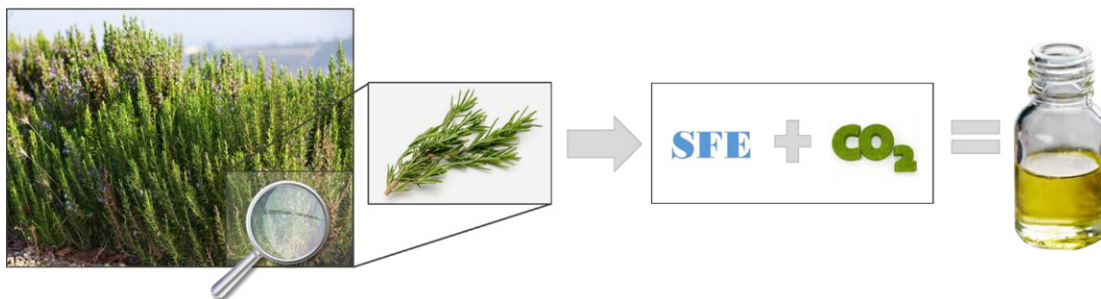 SFE + CO₂ =